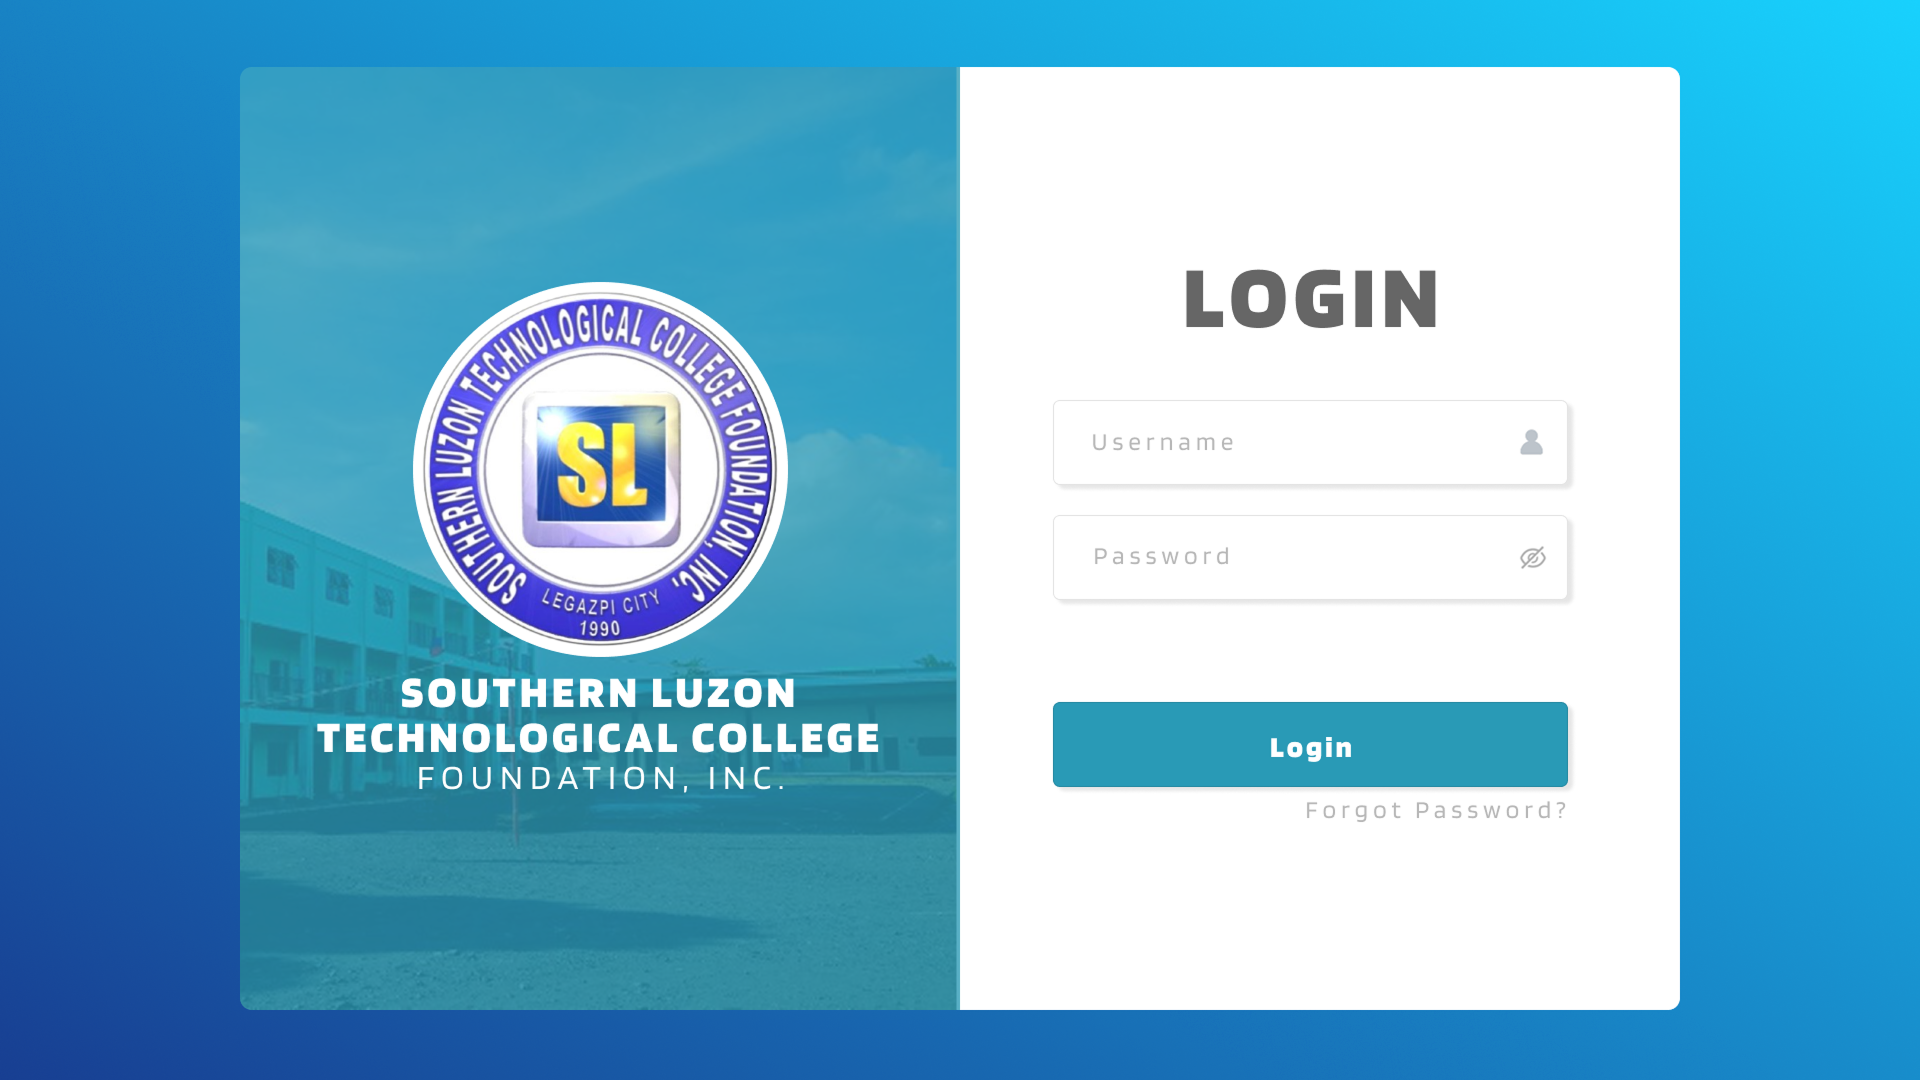 SOUTHERN LUZON TECHNOLOGICAL COLLEGE FOUNDATION, INC.
SL
LEGAZPI CITY
1990
SOUTHERN LUZON
TECHNOLOGICAL COLLEGE
FOUNDATION, INC.
LOGIN
Username
Password
Login
Forgot Password?